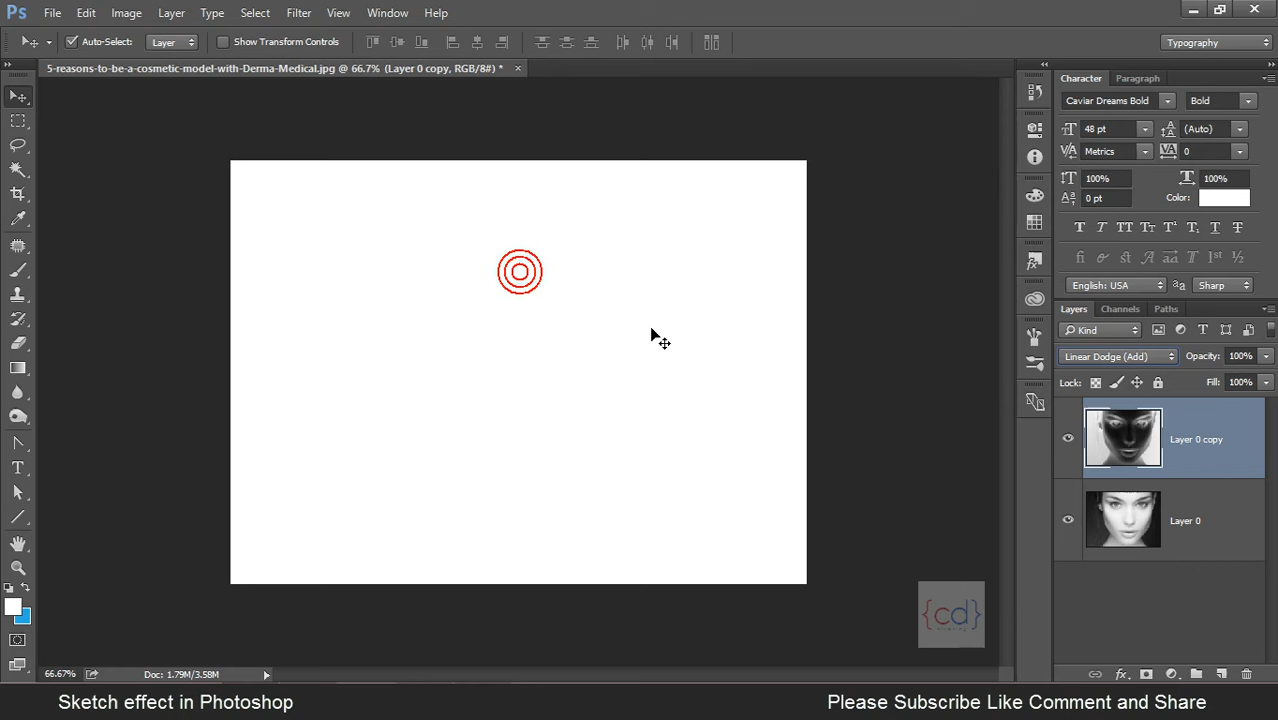 Ps File Edit Image Layer Type Select Filter View Window Help
Auto-Select: Layer Show Transform Controls Typography
5-reasons-to-be-a-cosmetic-model-with-Derma-Medical.jpg @ 66.7% (Layer 0 copy, RGB/8#) *
Character Paragraph
Caviar Dreams Bold Bold
48 pt (Auto)
Metrics 0
100% 100%
0 pt Color:
English: USA Sharp
Layers Channels Paths
Kind
Linear Dodge (Add) Opacity: 100%
Lock: Fill: 100%
Layer 0 copy
Layer 0
{cd}
66.67% Doc: 1.79M/3.58M
Sketch effect in Photoshop Please Subscribe Like Comment and Share